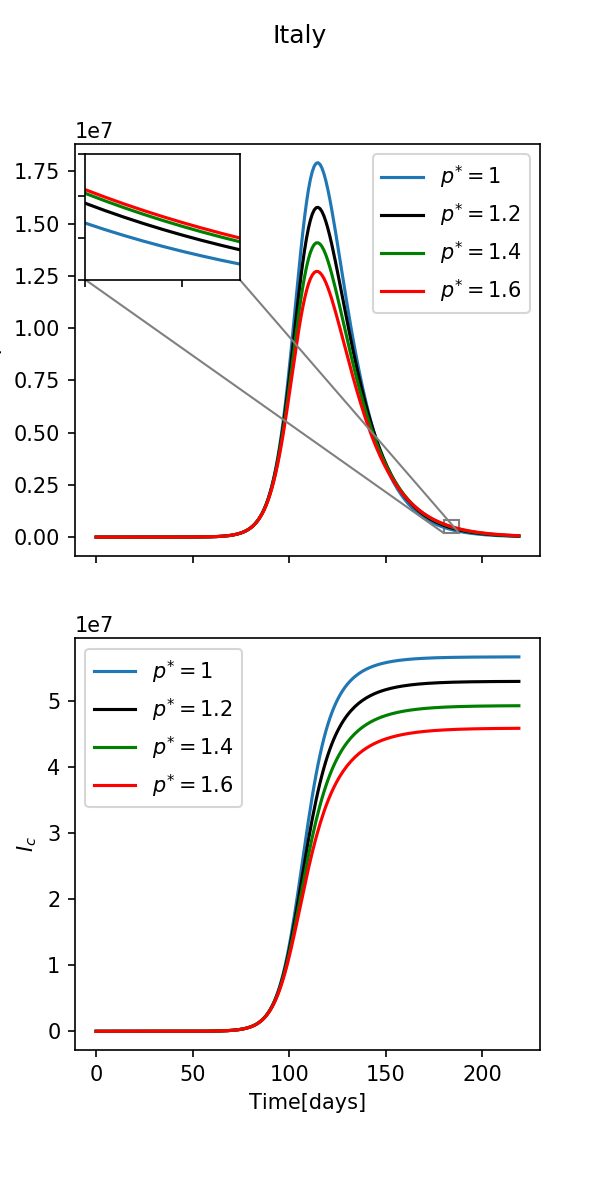 Italy
1e7
1.75
1.50
1.25
1.00
0.75
0.50
0.25
0.00
p* = 1
p* = 1.2
p* = 1.4
p* = 1.6
1e7
5
4
3
2
1
0
I_c
p* = 1
p* = 1.2
p* = 1.4
p* = 1.6
0 50 100 150 200
Time[days]